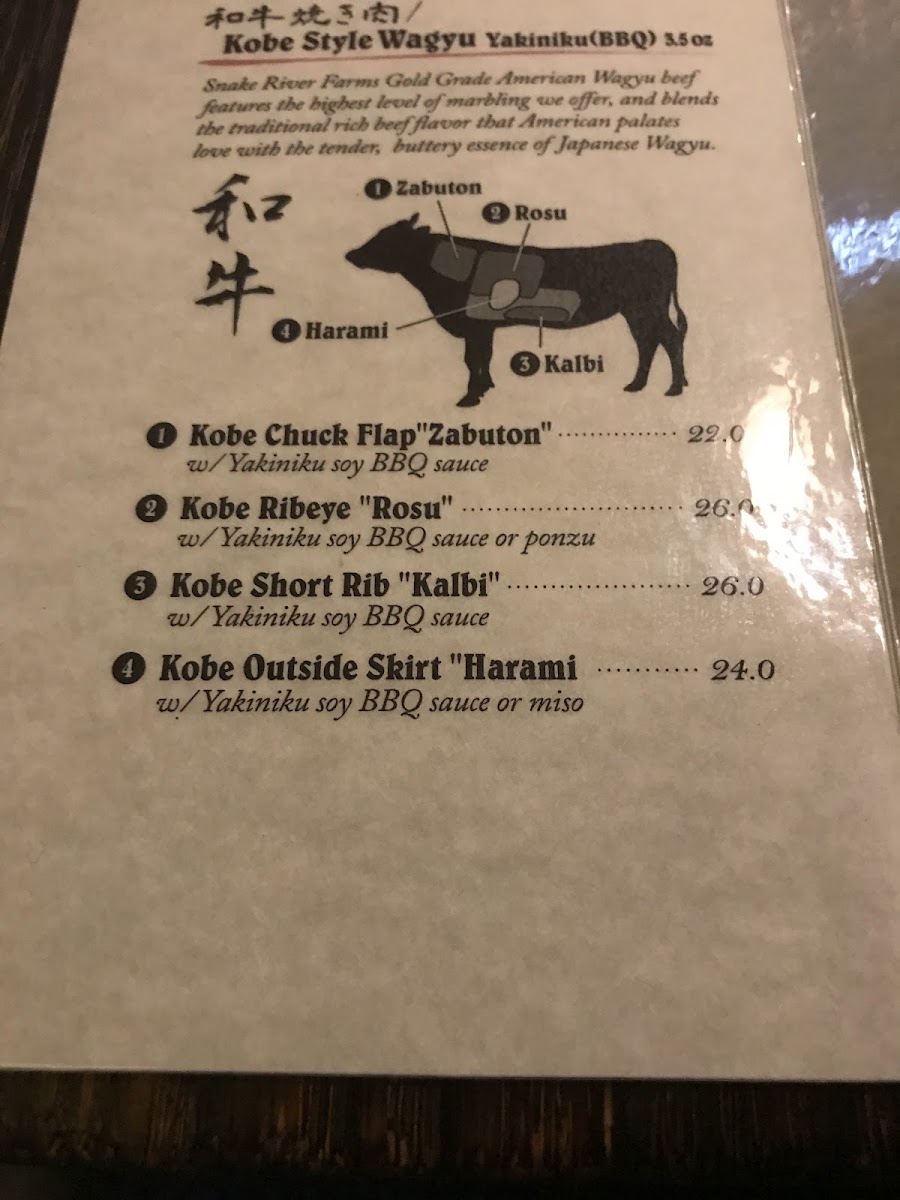 和牛焼き肉/
Kobe Style Wagyu Yakiniku(BBQ) 3.5 oz
Snake River Farms Gold Grade American Wagyu beef
features the highest level of marbling we offer, and blends
the traditional rich beef flavor that American palates
love with the tender, buttery essence of Japanese Wagyu.
和
牛
1 Zabuton
2 Rosu
4 Harami
3 Kalbi
1 Kobe Chuck Flap"Zabuton" ............... 22.0
w/Yakiniku soy BBQ sauce
2 Kobe Ribeye "Rosu" ........................... 26.0
w/Yakiniku soy BBQ sauce or ponzu
3 Kobe Short Rib "Kalbi" ...................... 26.0
w/Yakiniku soy BBQ sauce
4 Kobe Outside Skirt "Harami ........... 24.0
w/Yakiniku soy BBQ sauce or miso